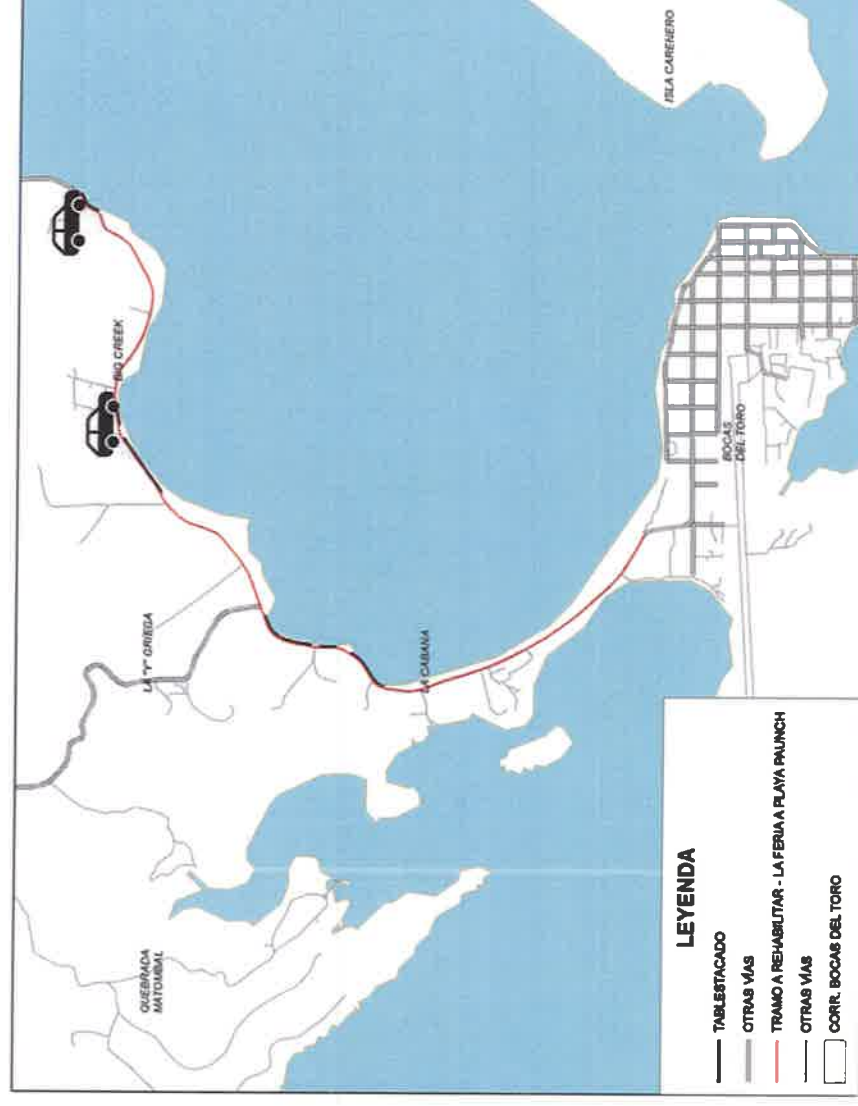 ISLA CARENERO
BIG CREEK
BOCAS
DEL TORO
LA "Y" GRIEGA
LA CABANA
QUEBRADA
MATOMBAL
LEYENDA
TABLESTACADO
OTRAS VÍAS
TRAMO A REHABILITAR - LA FERIA A PLAYA PAUNCH
OTRAS VÍAS
CORR. BOCAS DEL TORO